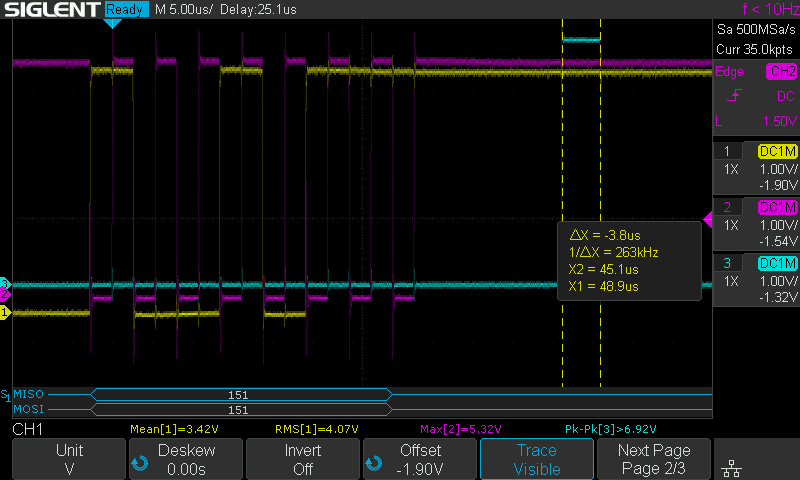 SIGLENT Ready M 5.00us/ Delay:25.1us f < 10Hz
Sa 500MSa/s
Curr 35.0kpts
Edge CH2
DC
L 1.50V
1 DC1M
1X 1.00V/
-1.90V
2 DC1M
1X 1.00V/
-1.54V
3 DC1M
1X 1.00V/
-1.32V
△X = -3.8us
1/△X = 263kHz
X2 = 45.1us
X1 = 48.9us
3
2
1
S1 MISO 151
MOSI 151
CH1 Mean[1]=3.42V RMS[1]=4.07V Max[2]=5.32V Pk-Pk[3]>6.92V
Unit Deskew Invert Offset Trace Next Page
V 0.00s Off -1.90V Visible Page 2/3